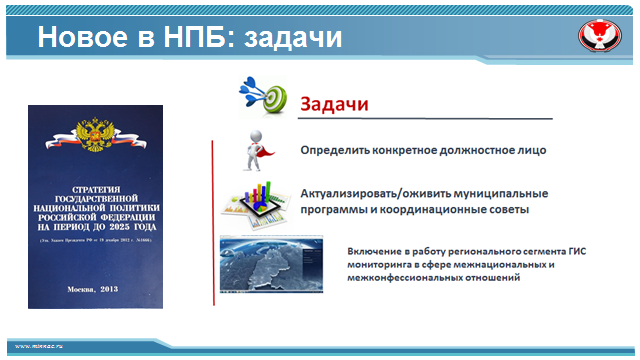 Новое в НПБ: задачи
Задачи
СТРАТЕГИЯ
ГОСУДАРСТВЕННОЙ
НАЦИОНАЛЬНОЙ ПОЛИТИКИ
РОССИЙСКОЙ ФЕДЕРАЦИИ
НА ПЕРИОД ДО 2025 ГОДА
(Утв. Указом Президента РФ от 19 декабря 2012 г. №1666)
Москва, 2013
Определить конкретное должностное лицо
Актуализировать/оживить муниципальные
программы и координационные советы
Включение в работу регионального сегмента ГИС
мониторинга в сфере межнациональных и
межконфессиональных отношений
www.minnac.ru